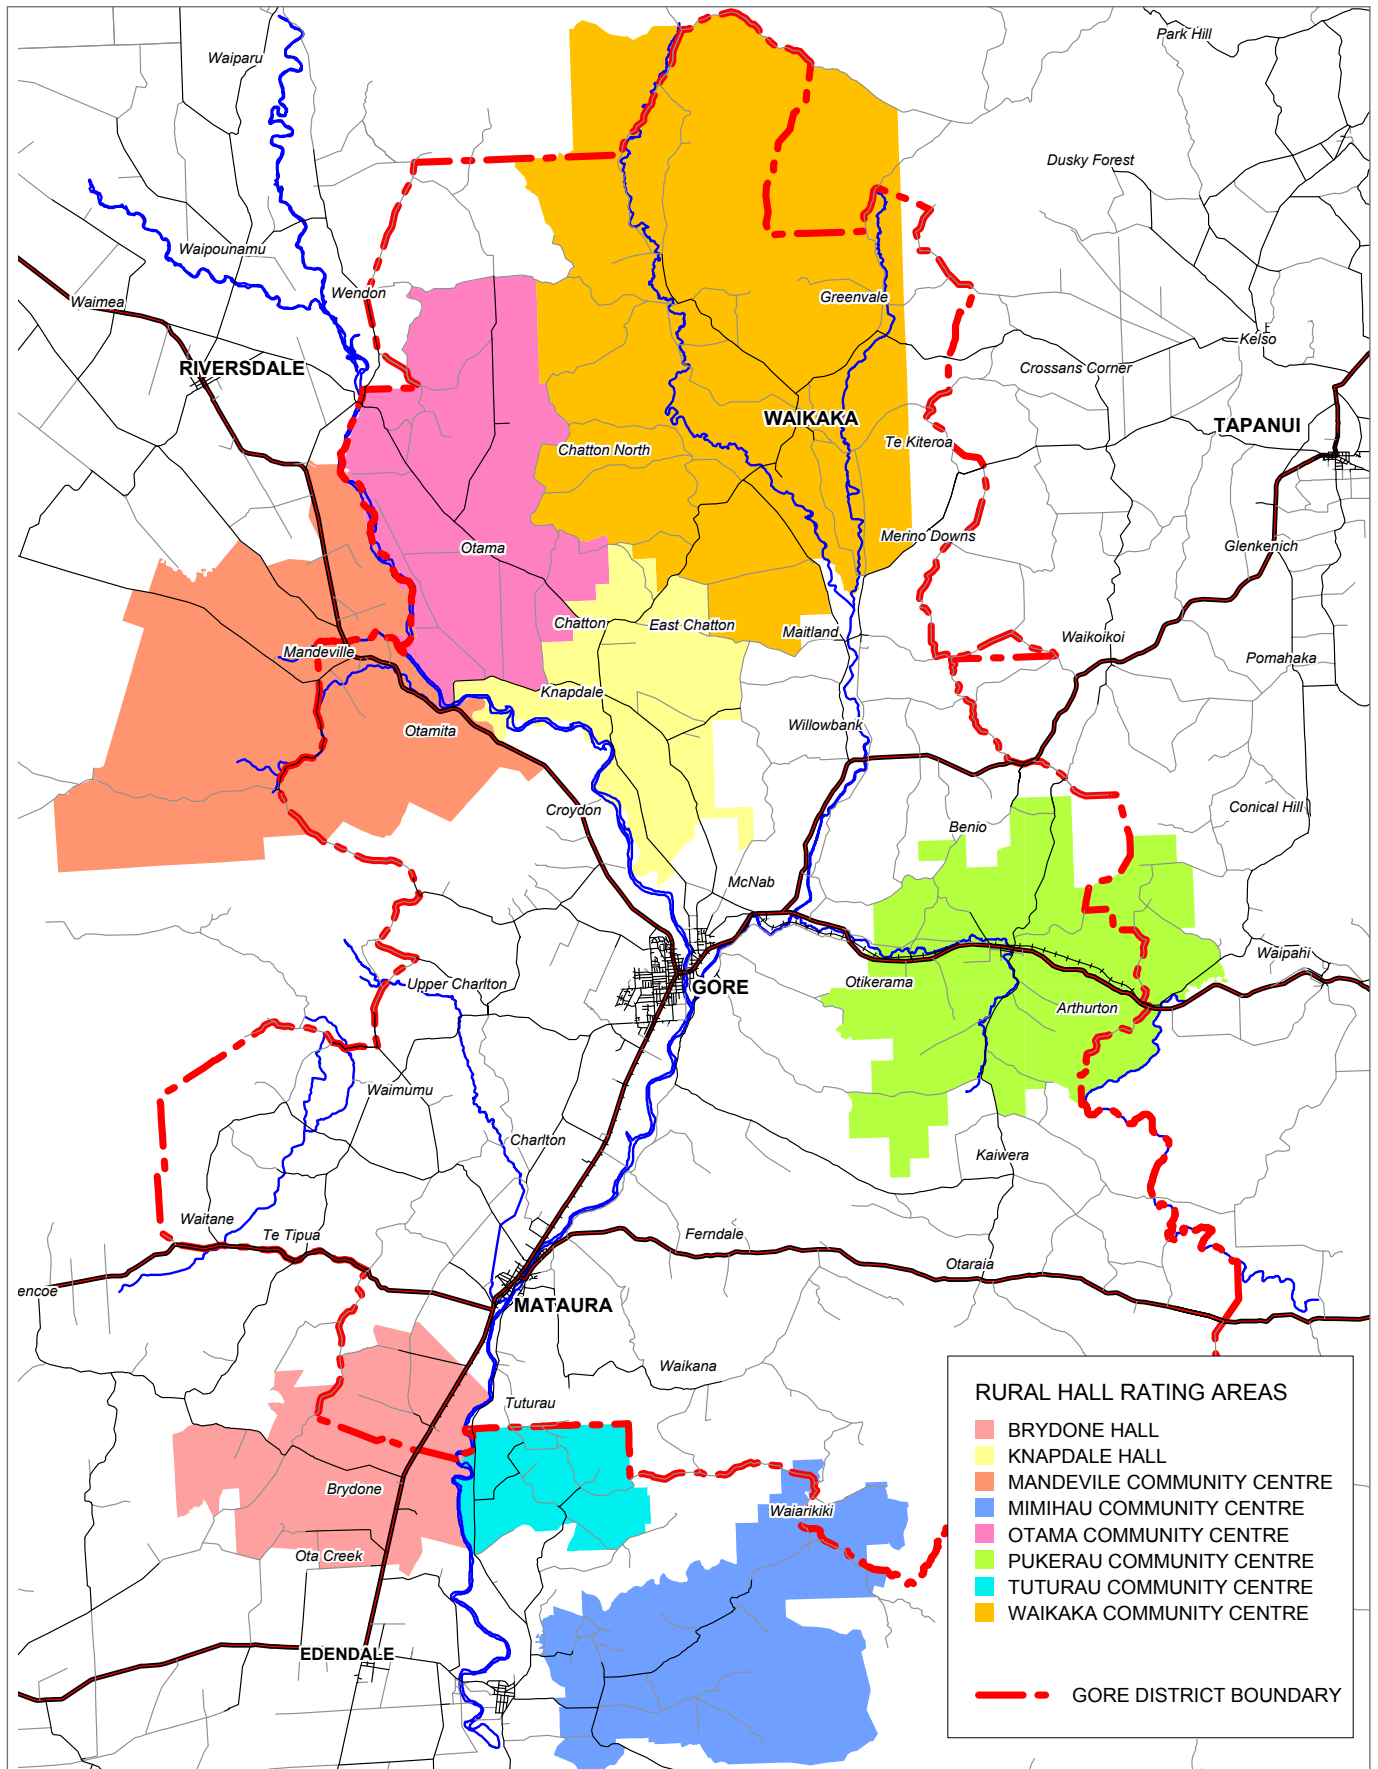 Park Hill
Waiparu
Dusky Forest
Waipounamu
Wendon
Greenvale
Waimea
Kelso
RIVERSDALE
Crossans Corner
WAIKAKA
TAPANUI
Te Kiteroa
Chatton North
Merino Downs
Otama
Glenkenich
Chatton
East Chatton
Maitland
Waikoikoi
Mandeville
Pomahaka
Knapdale
Otamita
Willowbank
Croydon
Conical Hill
Benio
McNab
Waipahi
Upper Charlton
GORE
Otikerama
Arthurton
Waimumu
Charlton
Kaiwera
Waitane
Te Tipua
Ferndale
Otaraia
encoe
MATAURA
Waikana
Tuturau
Brydone
Waiarikiki
Ota Creek
EDENDALE
RURAL HALL RATING AREAS
BRYDONE HALL
KNAPDALE HALL
MANDEVILE COMMUNITY CENTRE
MIMIHAU COMMUNITY CENTRE
OTAMA COMMUNITY CENTRE
PUKERAU COMMUNITY CENTRE
TUTURAU COMMUNITY CENTRE
WAIKAKA COMMUNITY CENTRE
GORE DISTRICT BOUNDARY